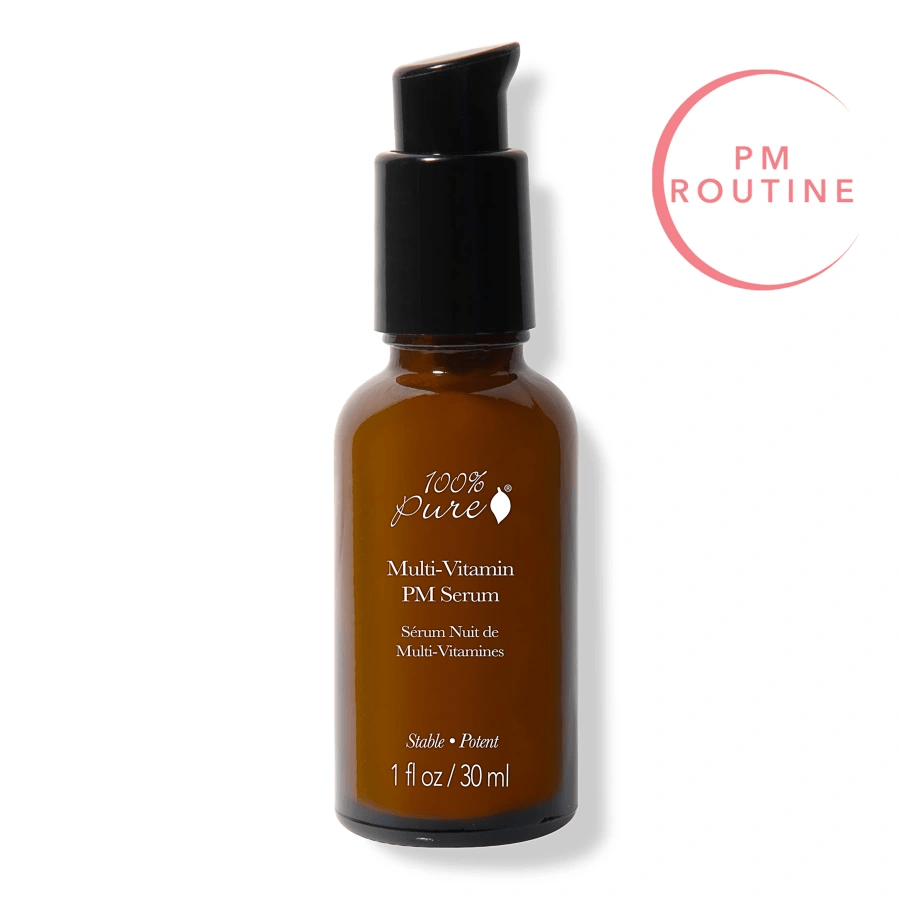 PM
ROUTINE
100%
Pure®
Multi-Vitamin
PM Serum
Sérum Nuit de
Multi-Vitamines
Stable • Potent
1 fl oz / 30 ml